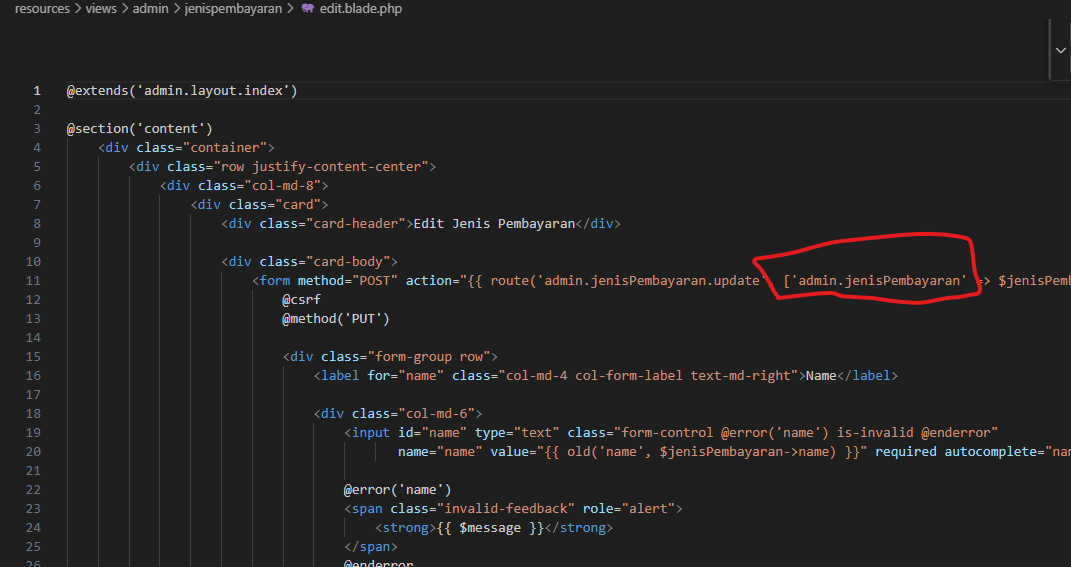 resources > views > admin > jenispembayaran > edit.blade.php
1 @extends('admin.layout.index')
2
3 @section('content')
4 <div class="container">
5 <div class="row justify-content-center">
6 <div class="col-md-8">
7 <div class="card">
8 <div class="card-header">Edit Jenis Pembayaran</div>
9
10 <div class="card-body">
11 <form method="POST" action="{{ route('admin.jenisPembayaran.update' ['admin.jenisPembayaran' => $jenisPemb
12 @csrf
13 @method('PUT')
14
15 <div class="form-group row">
16 <label for="name" class="col-md-4 col-form-label text-md-right">Name</label>
17
18 <div class="col-md-6">
19 <input id="name" type="text" class="form-control @error('name') is-invalid @enderror"
20 name="name" value="{{ old('name', $jenisPembayaran->name) }}" required autocomplete="nam
21
22 @error('name')
23 <span class="invalid-feedback" role="alert">
24 <strong>{{ $message }}</strong>
25 </span>
26 @enderror